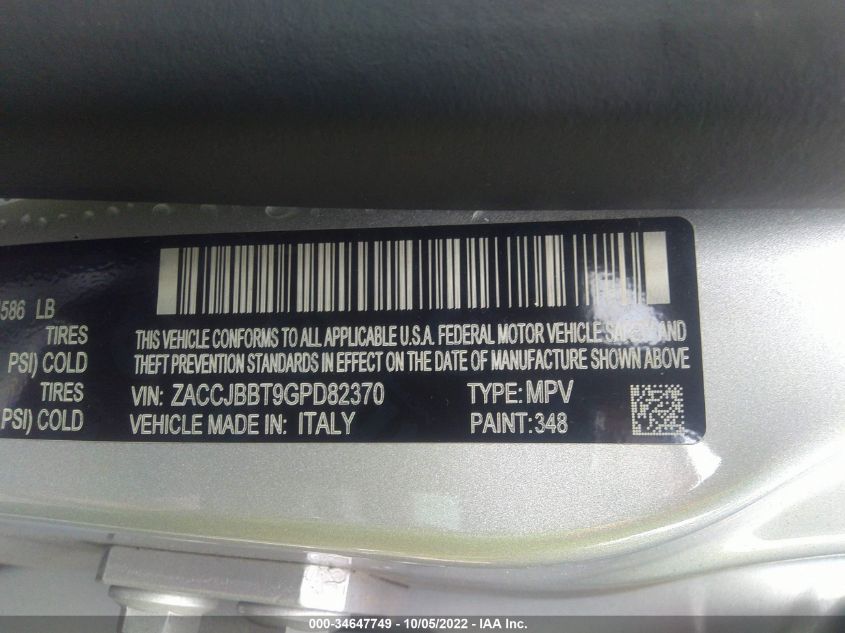 586 LB
TIRES
PSI) COLD
TIRES
PSI) COLD
THIS VEHICLE CONFORMS TO ALL APPLICABLE U.S.A. FEDERAL MOTOR VEHICLE SAFETY AND
THEFT PREVENTION STANDARDS IN EFFECT ON THE DATE OF MANUFACTURE SHOWN ABOVE
VIN: ZACCJBBT9GPD82370 TYPE: MPV
VEHICLE MADE IN: ITALY PAINT: 348
000-34647749 - 10/05/2022 - IAA Inc.